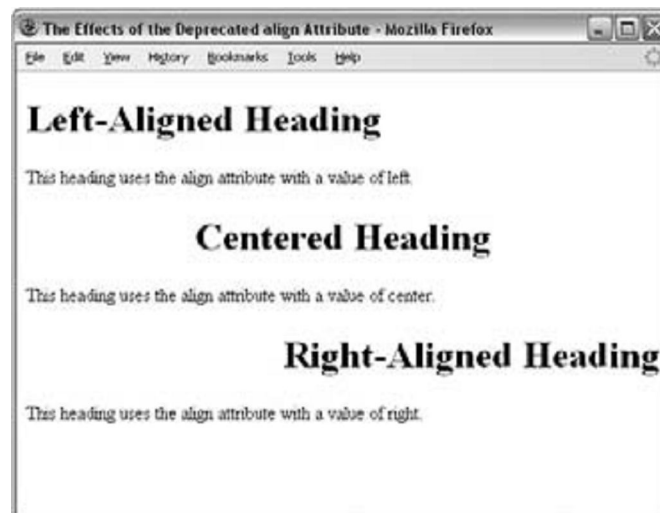 The Effects of the Deprecated align Attribute - Mozilla Firefox
File Edit View History Bookmarks Tools Help
Left-Aligned Heading
This heading uses the align attribute with a value of left.
Centered Heading
This heading uses the align attribute with a value of center.
Right-Aligned Heading
This heading uses the align attribute with a value of right.